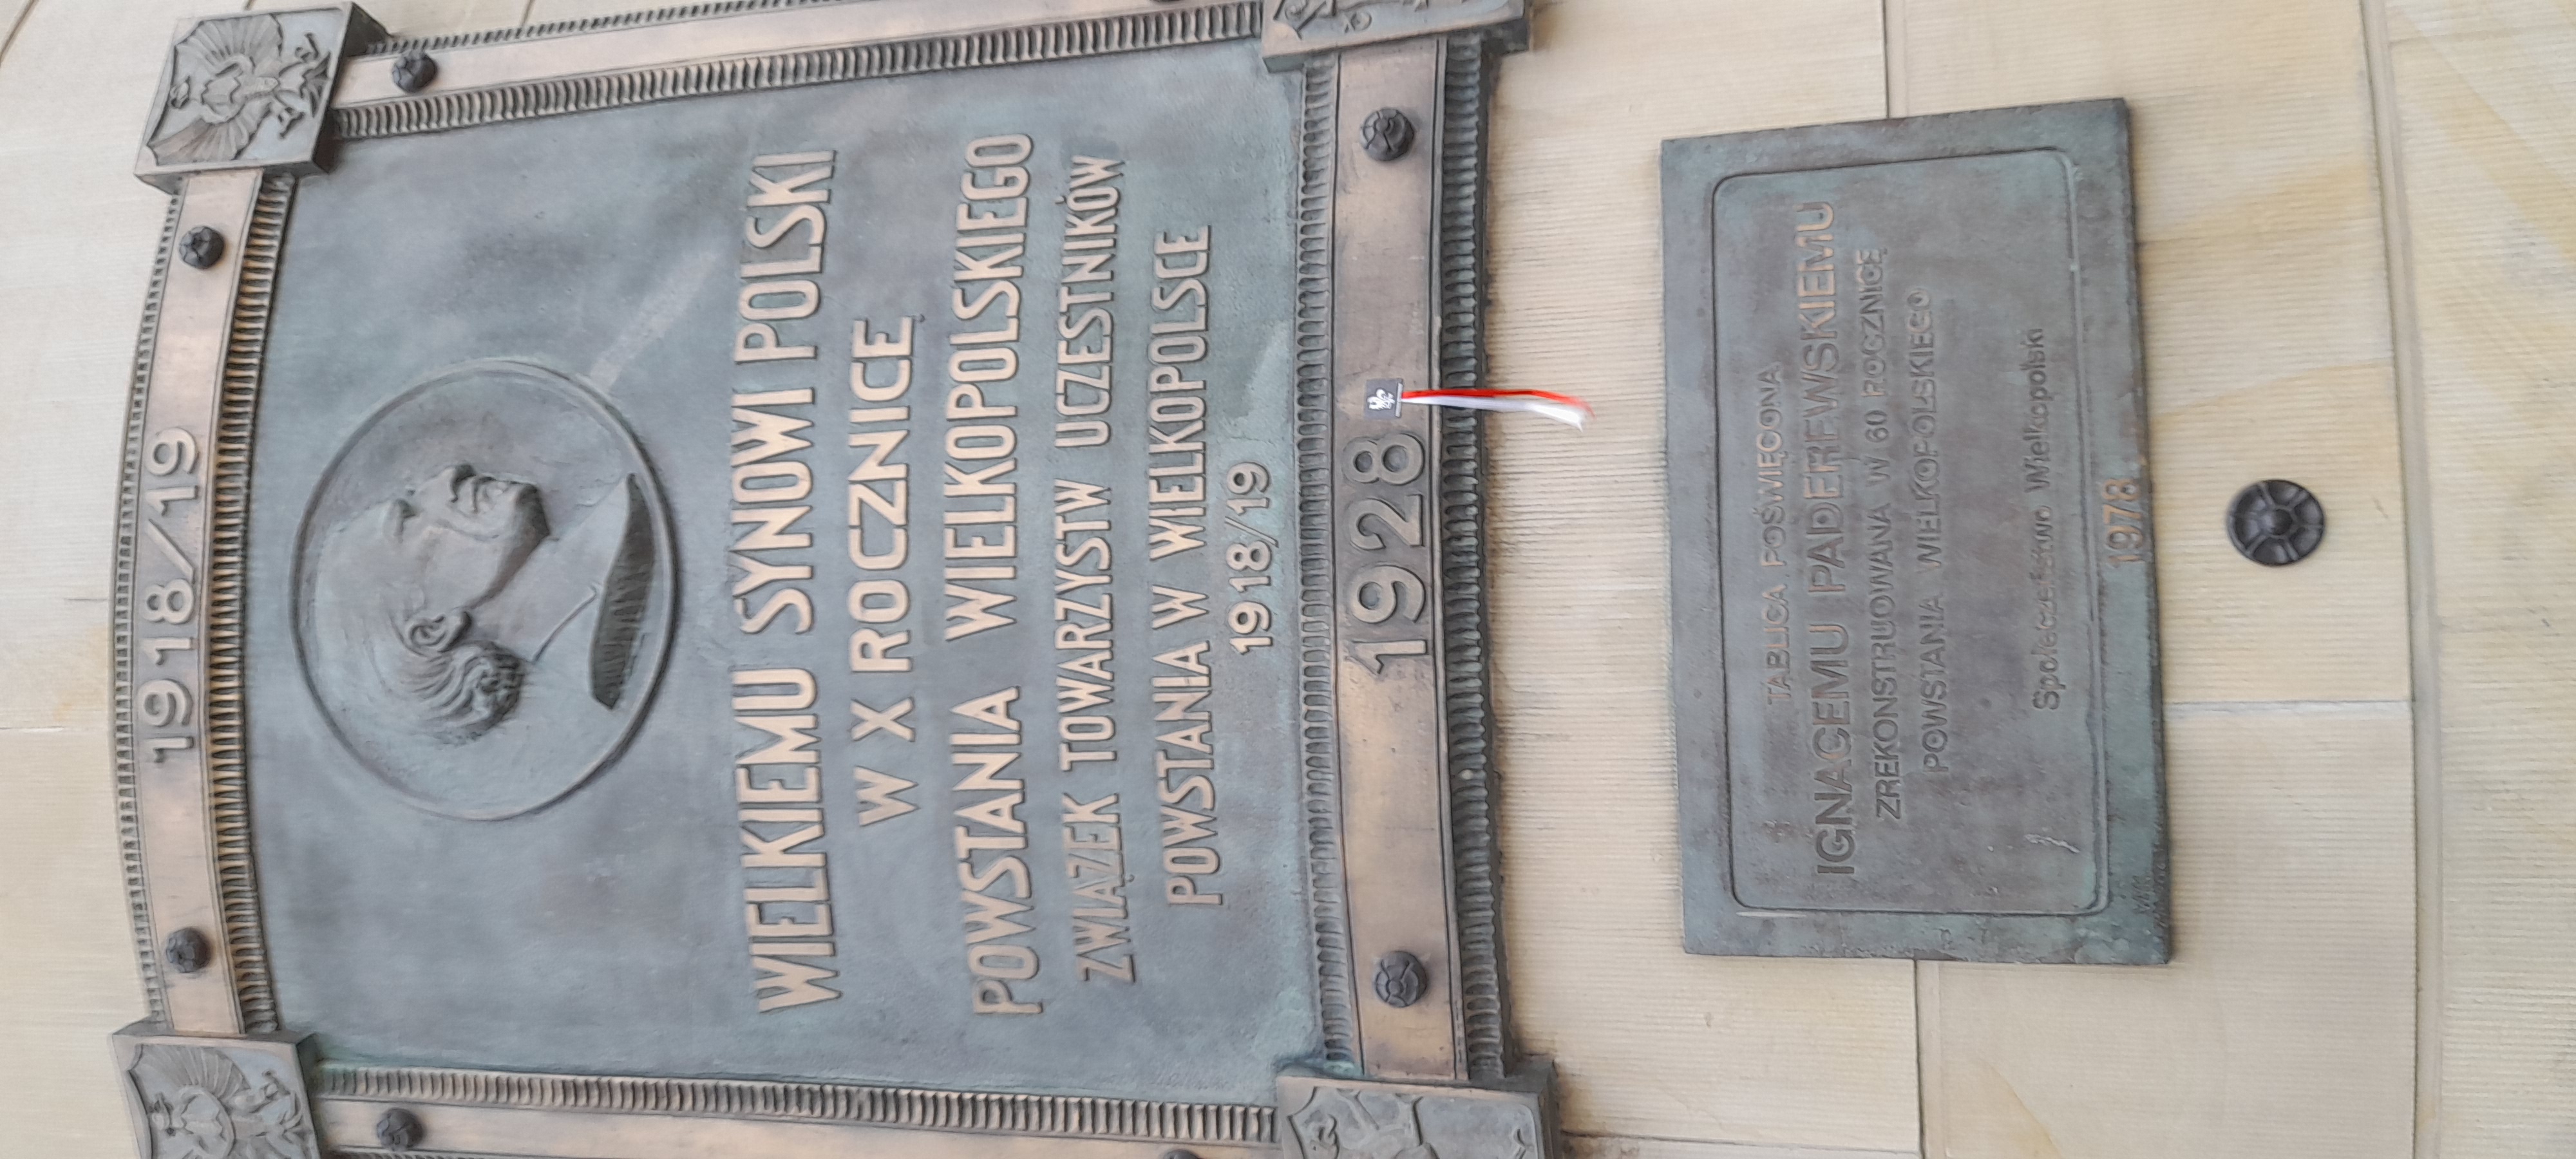 1918/19
WIELKIEMU SYNOWI POLSKI
W X ROCZNICE
POWSTANIA WIELKOPOLSKIEGO
ZWIĄZEK TOWARZYSTW UCZESTNIKÓW
POWSTANIA W WIELKOPOLSCE
1918/19
1928
TABLICA POŚWIĘCONA
IGNACEMU PADEREWSKIEMU
ZREKONSTRUOWANA W 60 ROCZNICĘ
POWSTANIA WIELKOPOLSKIEGO
Społeczeństwo Wielkopolski
1978